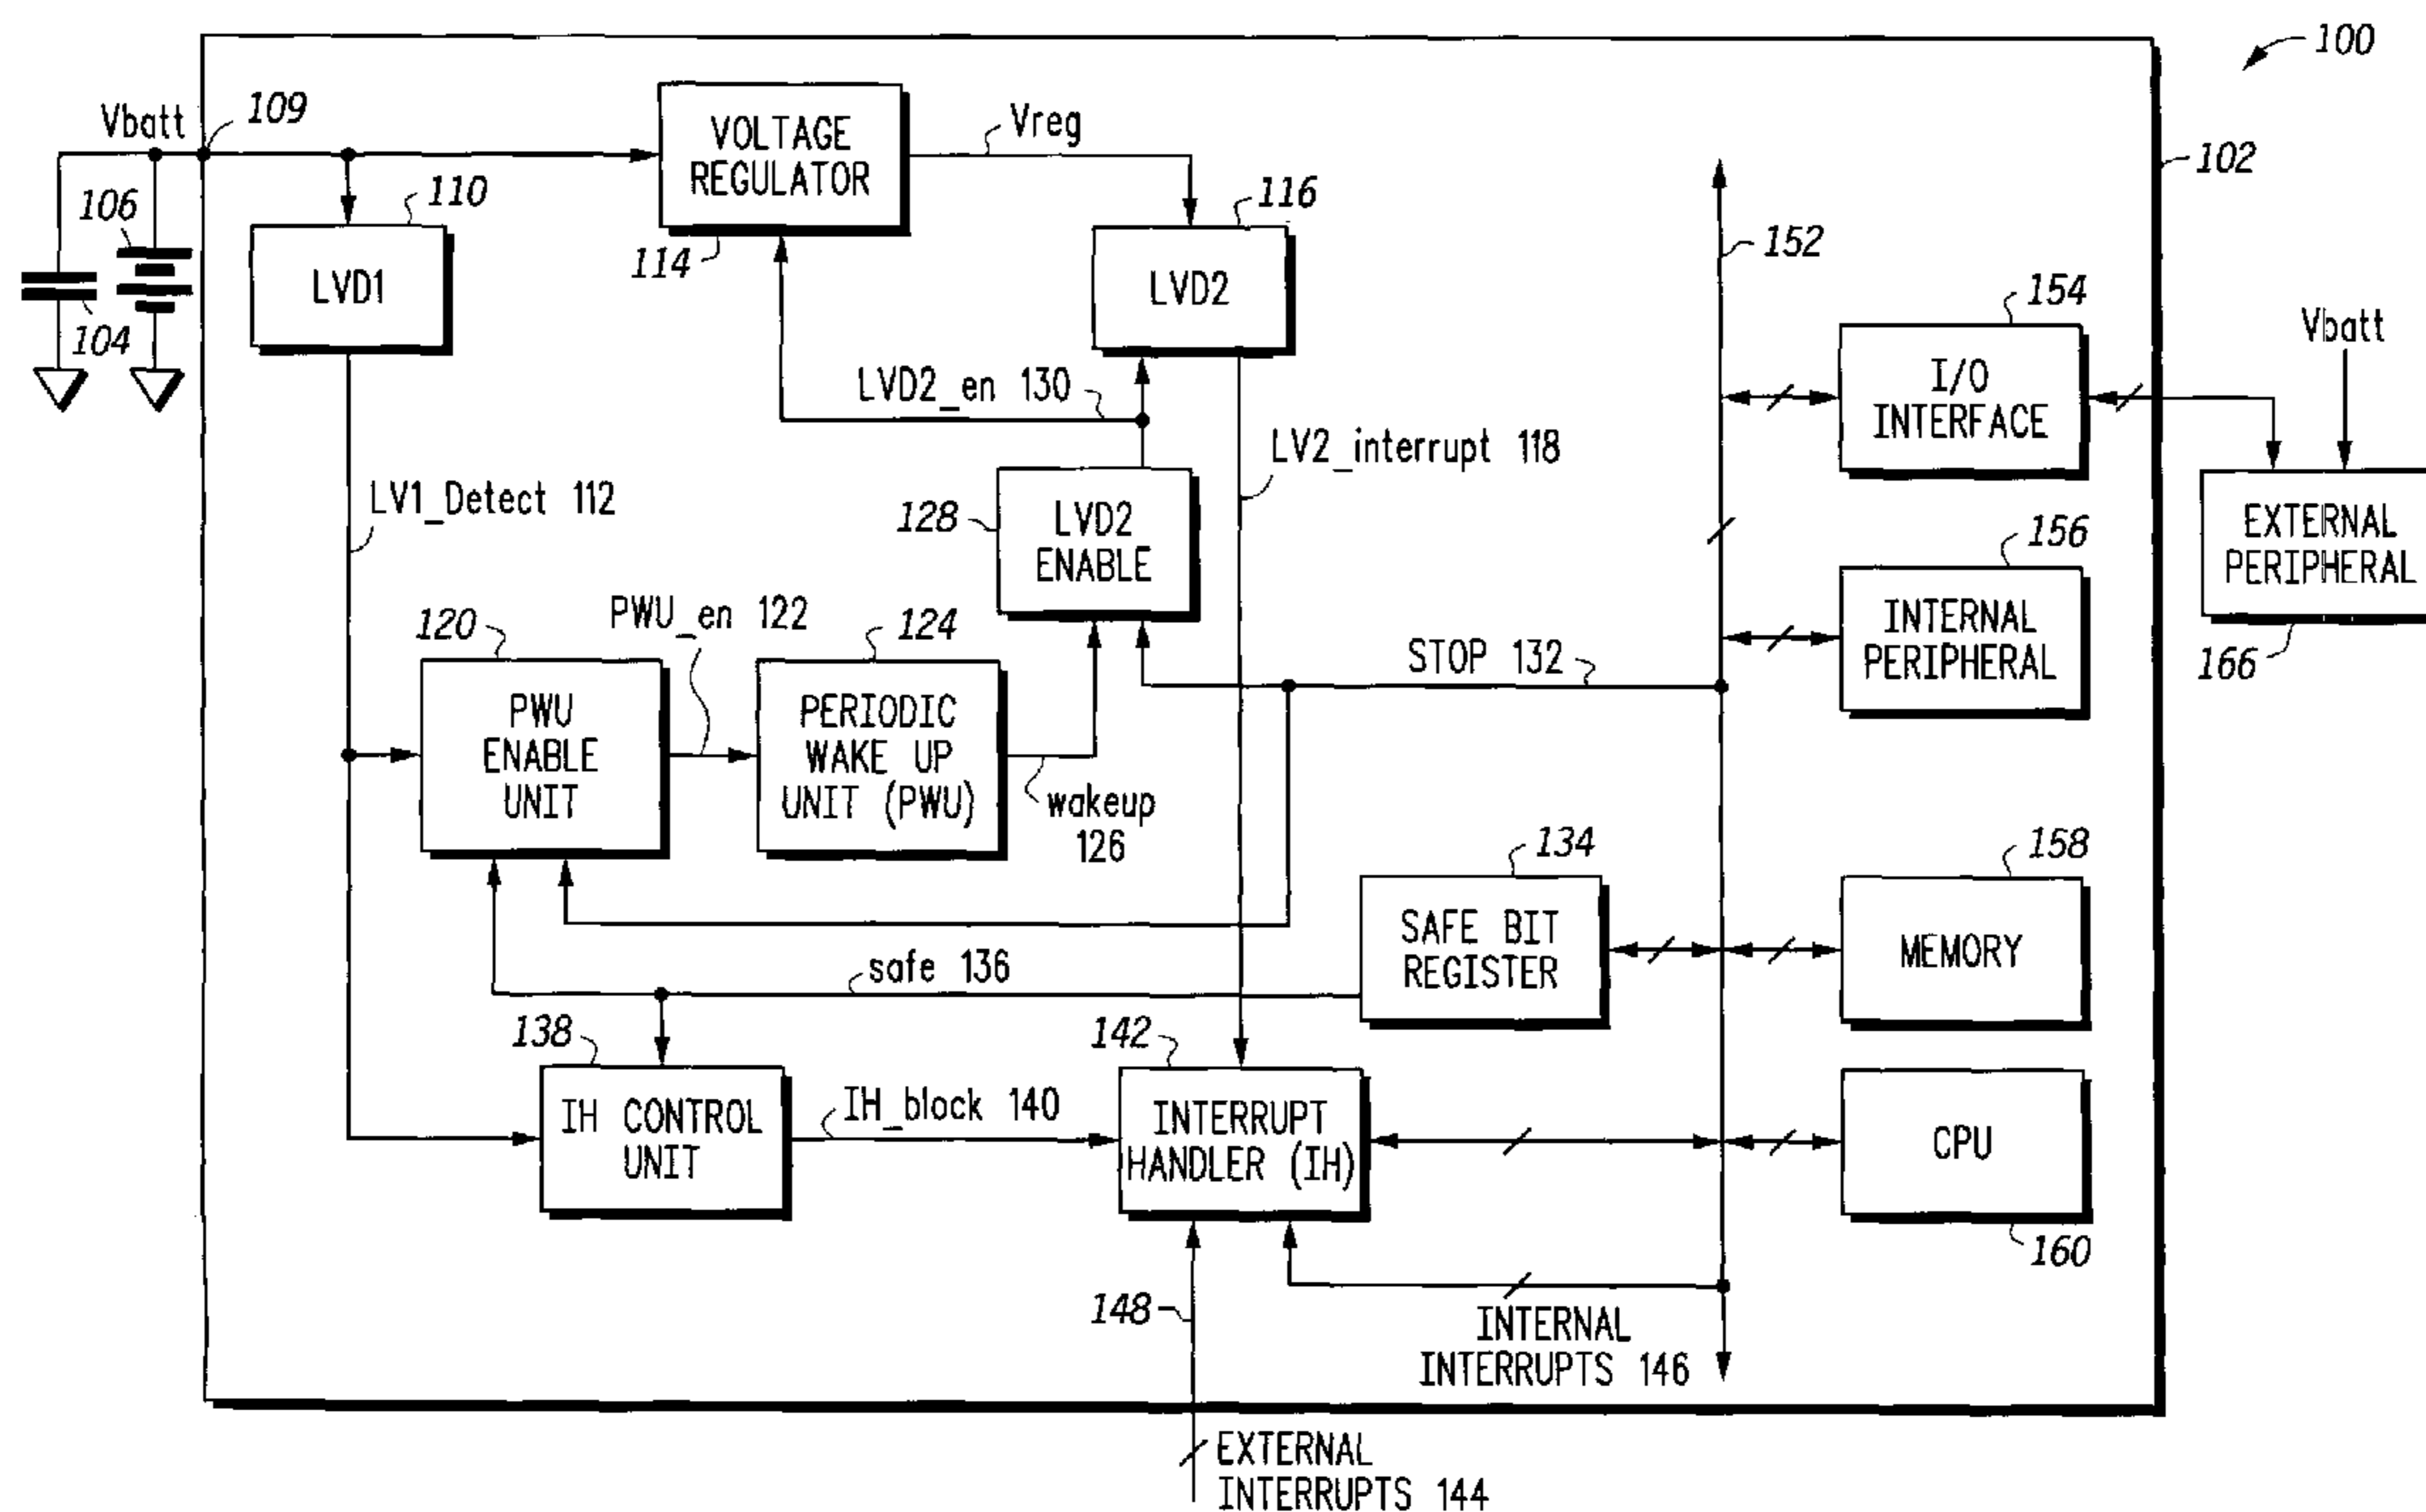 100
Vbatt
109
VOLTAGE
REGULATOR
Vreg
102
106
110
114
116
152
LVD1
LVD2
154
Vbatt
104
LVD2_en 130
I/O
INTERFACE
LV1_Detect 112
LV2_interrupt 118
128
LVD2
ENABLE
156
EXTERNAL
PERIPHERAL
166
120
PWU_en 122
124
STOP 132
INTERNAL
PERIPHERAL
PWU
ENABLE
UNIT
PERIODIC
WAKE UP
UNIT (PWU)
wakeup
126
134
158
safe 136
SAFE BIT
REGISTER
MEMORY
138
142
IH CONTROL
UNIT
IH_block 140
INTERRUPT
HANDLER (IH)
CPU
160
148
INTERNAL
INTERRUPTS 146
EXTERNAL
INTERRUPTS 144